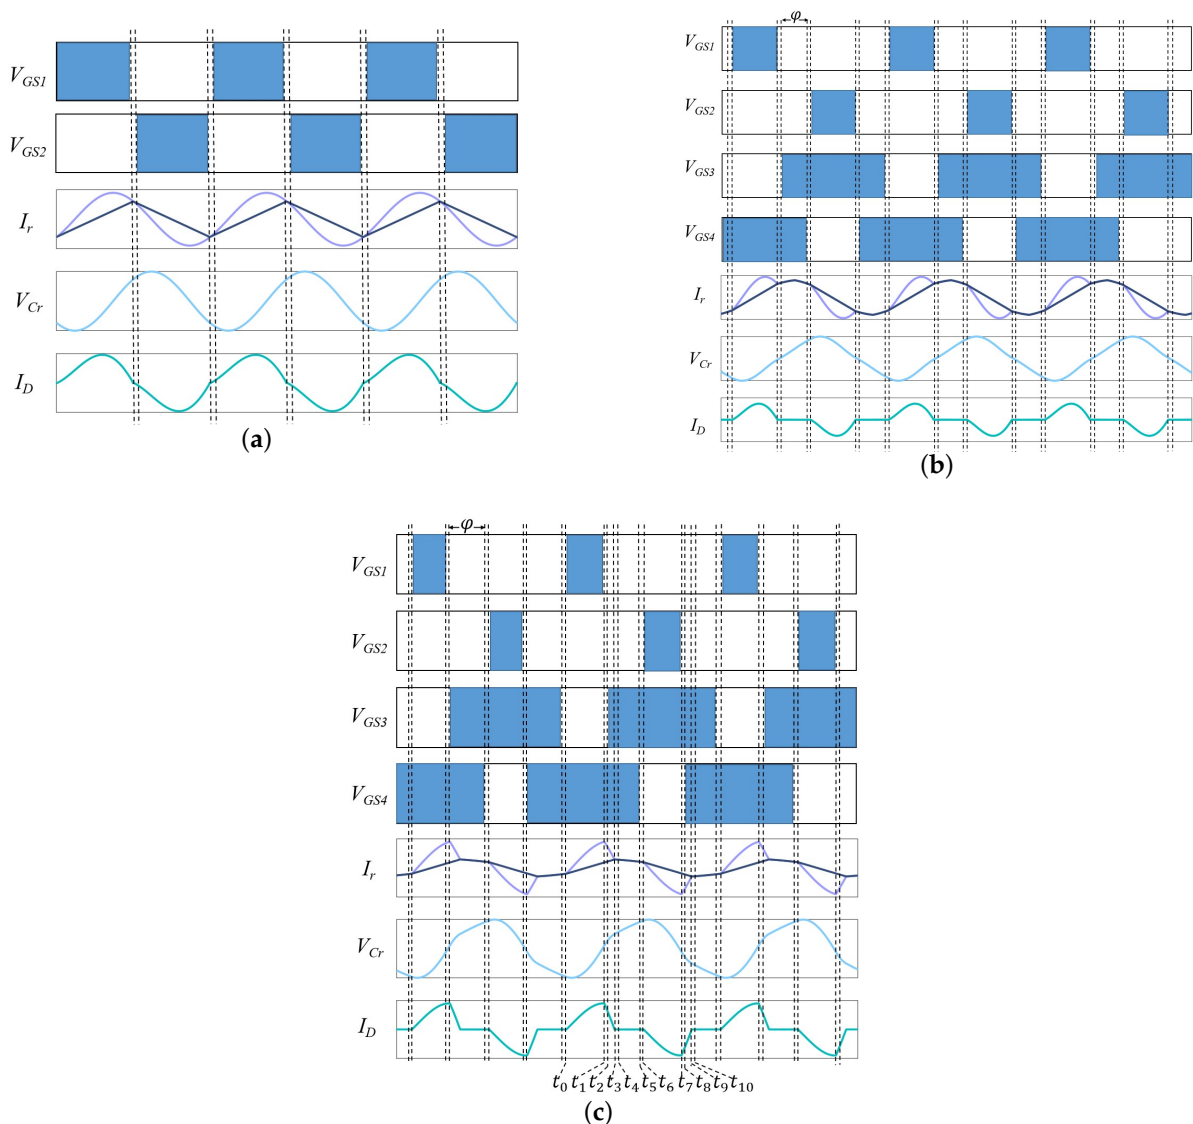 V_GS1
V_GS2
I_r
V_Cr
I_D
(a)
φ
V_GS1
V_GS2
V_GS3
V_GS4
I_r
V_Cr
I_D
(b)
φ
V_GS1
V_GS2
V_GS3
V_GS4
I_r
V_Cr
I_D
t_0 t_1 t_2 t_3 t_4 t_5 t_6 t_7 t_8 t_9 t_10
(c)